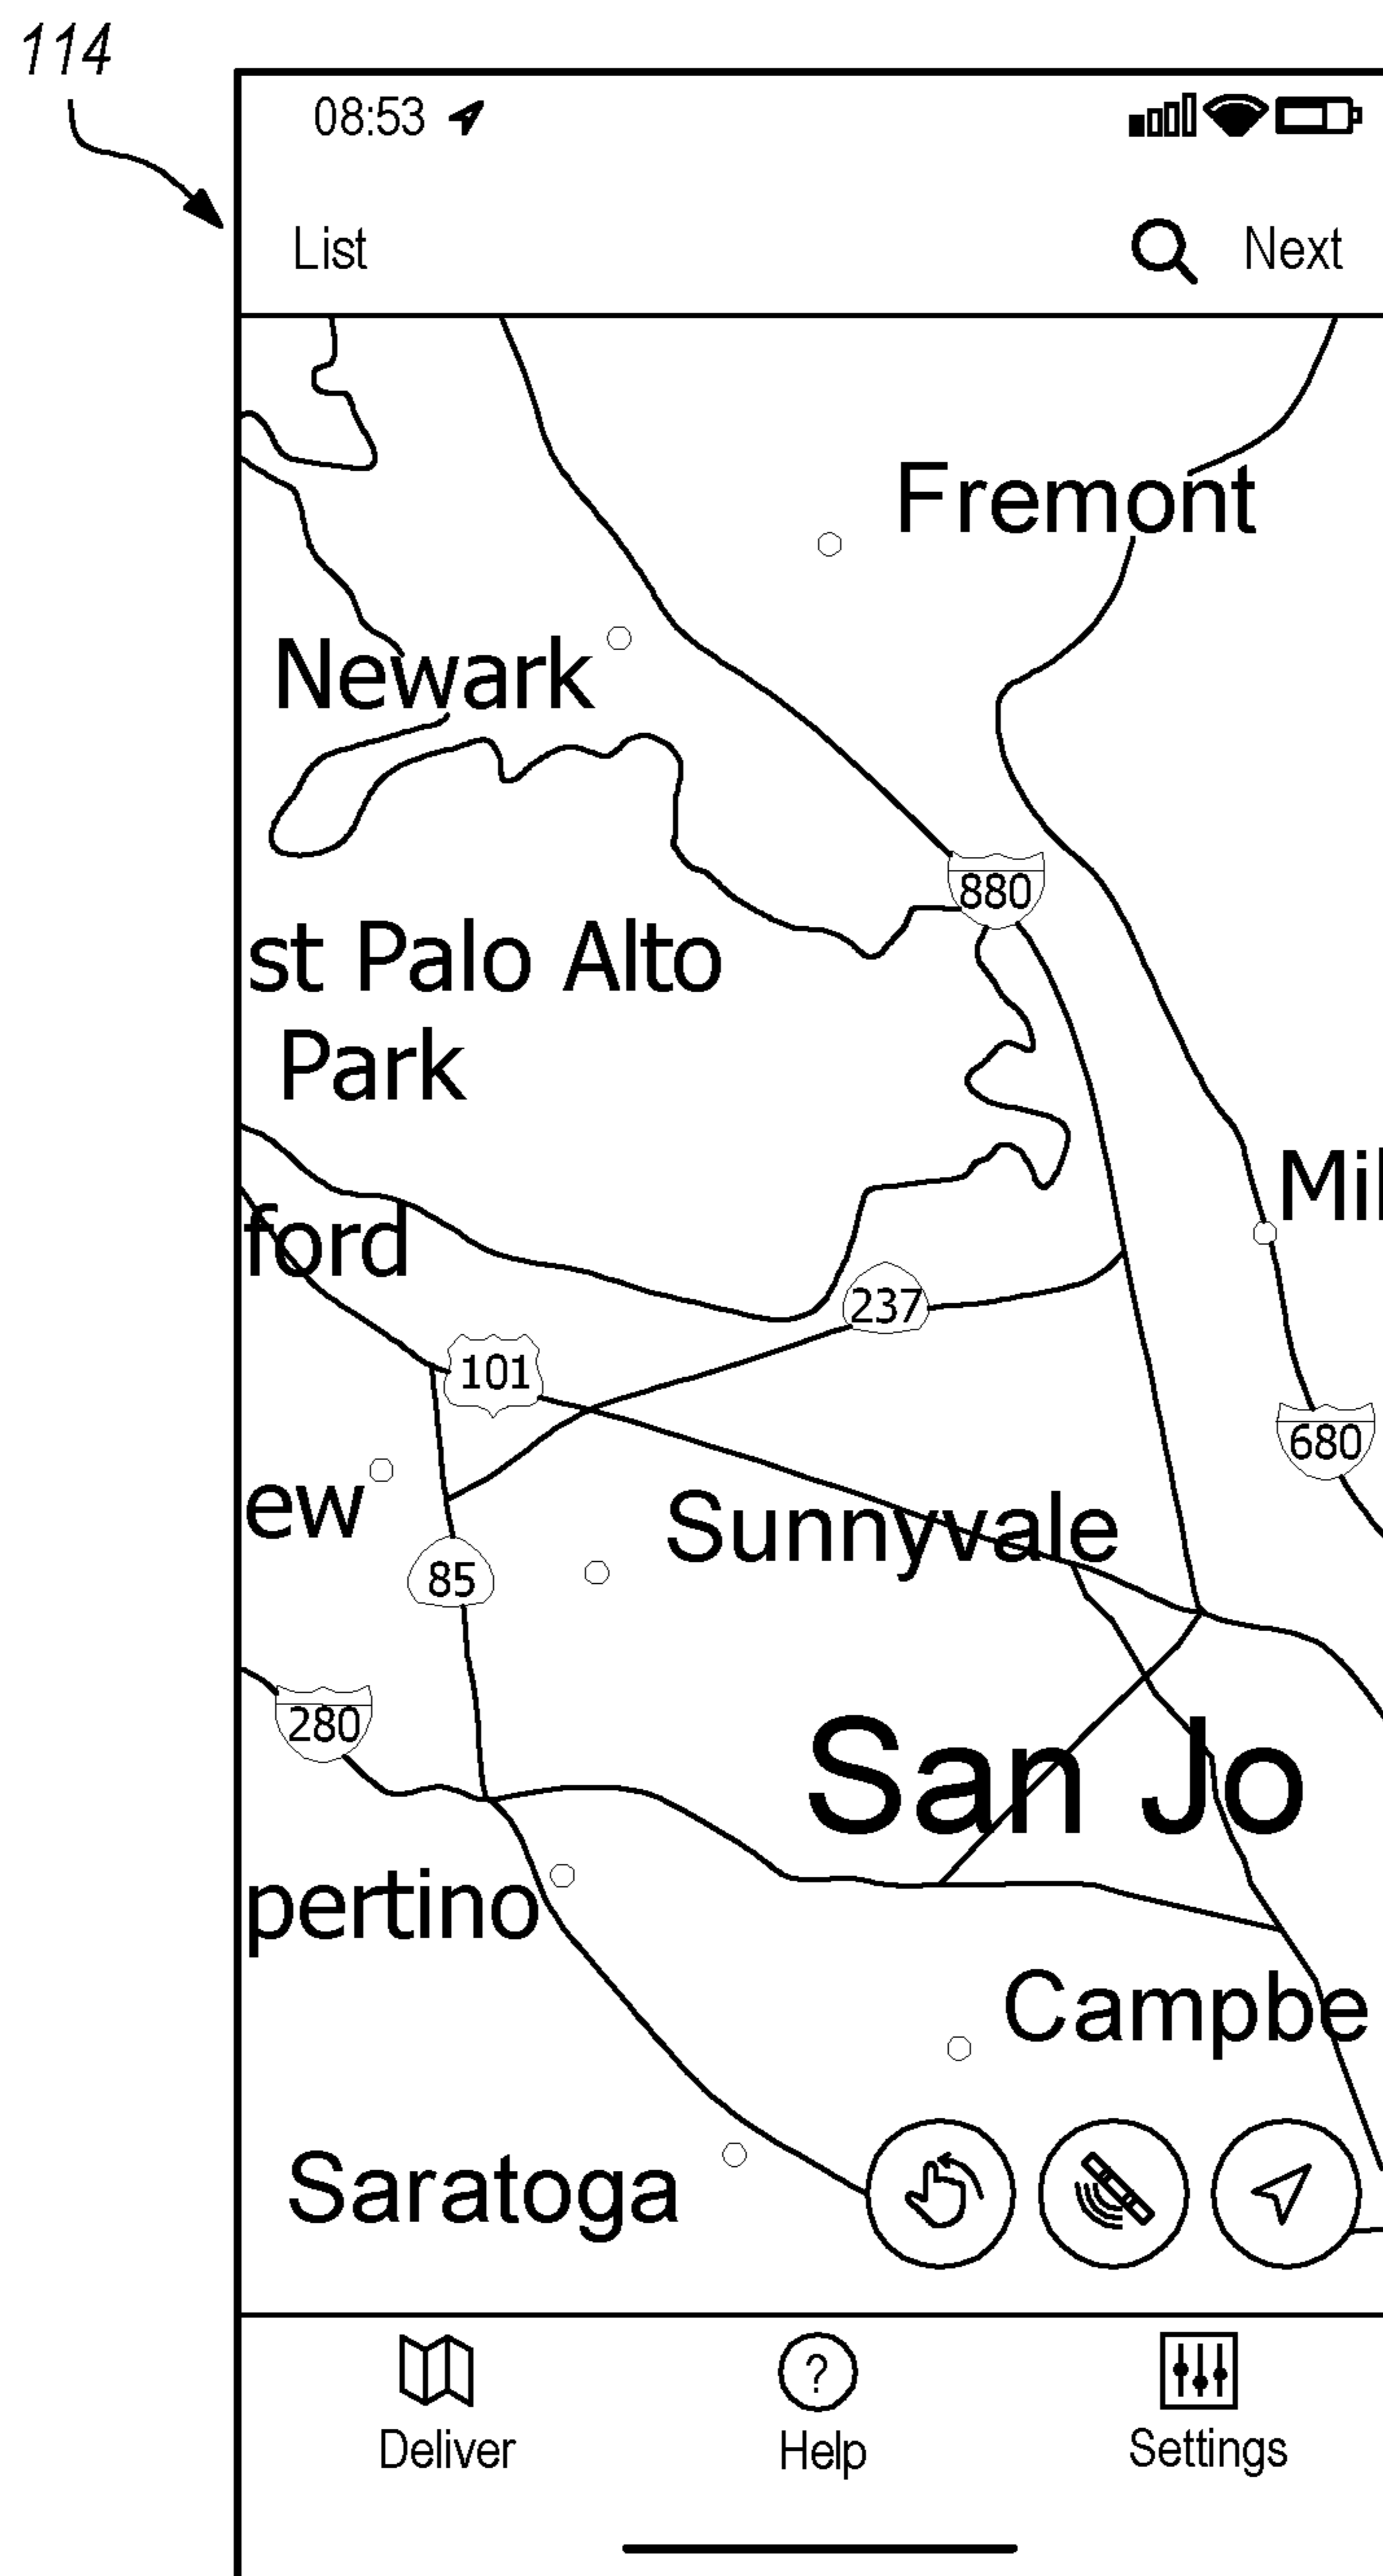 114
08:53
List Next
Fremont
Newark
880
st Palo Alto
Park
Mil
ford
237
101
680
ew
Sunnyvale
85
280
San Jo
pertino
Campbe
Saratoga
?
Deliver Help Settings